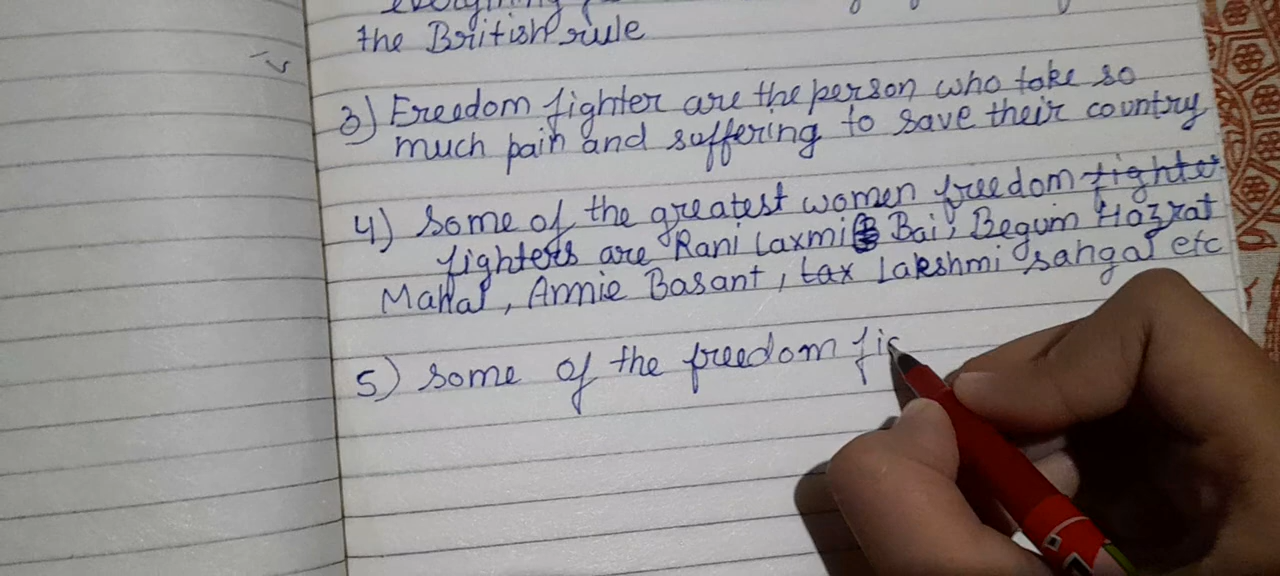 the British rule
3) Freedom fighter are the person who take so
much pain and suffering to save their country
4) Some of the greatest women freedom fighter
fighters are Rani Laxmi Bai, Begum Hazrat
Mahal, Annie Basant, tax Lakshmi sangal etc
5) Some of the freedom fig